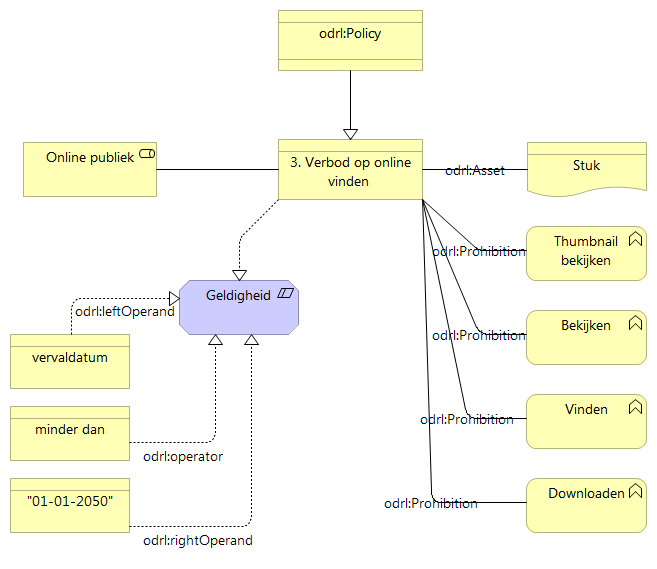 odrl:Policy
Online publiek
3. Verbod op online
vinden
odrl:Asset
Stuk
odrl:Prohibition
Thumbnail
bekijken
Geldigheid
odrl:leftOperand
odrl:Prohibition
Bekijken
vervaldatum
odrl:Prohibition
Vinden
minder dan
odrl:operator
"01-01-2050"
odrl:Prohibition
Downloaden
odrl:rightOperand